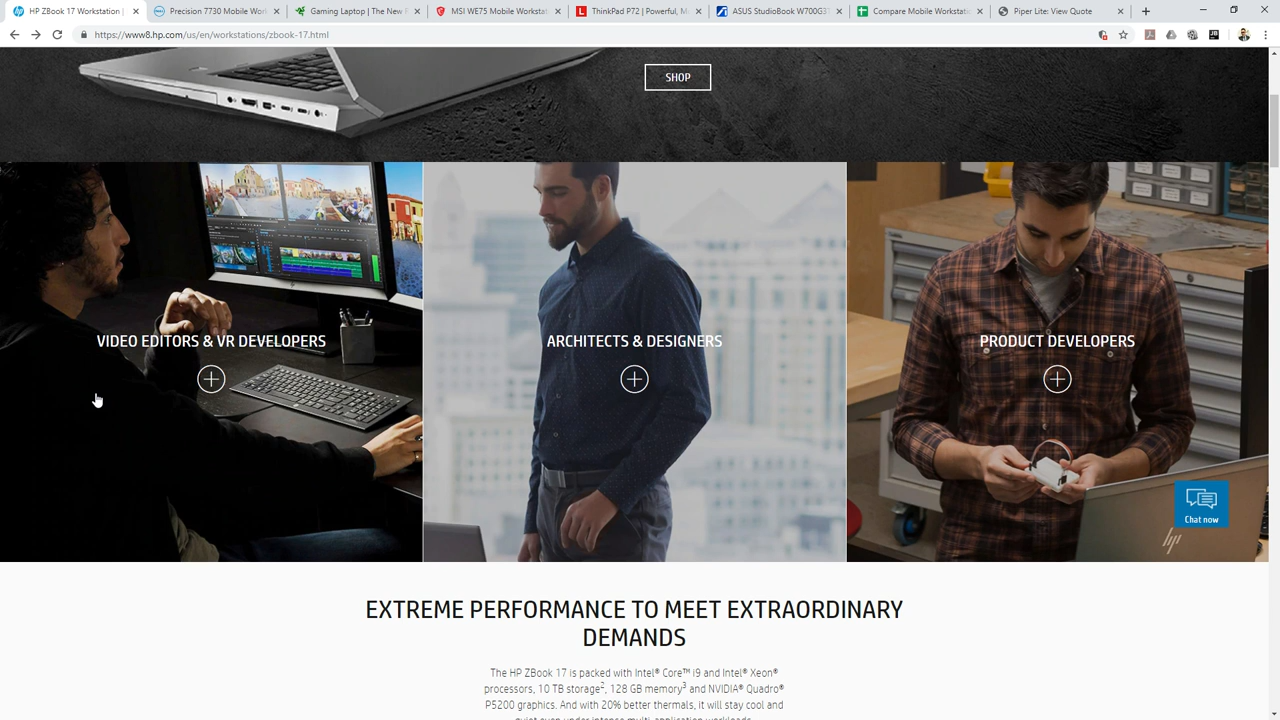 HP ZBook 17 Workstation |
Precision 7730 Mobile Wor
Gaming Laptop | The New R
MSI WE75 Mobile Workstat
ThinkPad P72 | Powerful, M
ASUS StudioBook W700G3T
Compare Mobile Workstati
Piper Lite: View Quote
https://www8.hp.com/us/en/workstations/zbook-17.html
SHOP
VIDEO EDITORS & VR DEVELOPERS
ARCHITECTS & DESIGNERS
PRODUCT DEVELOPERS
Chat now
EXTREME PERFORMANCE TO MEET EXTRAORDINARY
DEMANDS
The HP ZBook 17 is packed with Intel® Core™ i9 and Intel® Xeon®
processors, 10 TB storage², 128 GB memory³ and NVIDIA® Quadro®
P5200 graphics. And with 20% better thermals, it will stay cool and
quiet even under intense multi-application workloads.